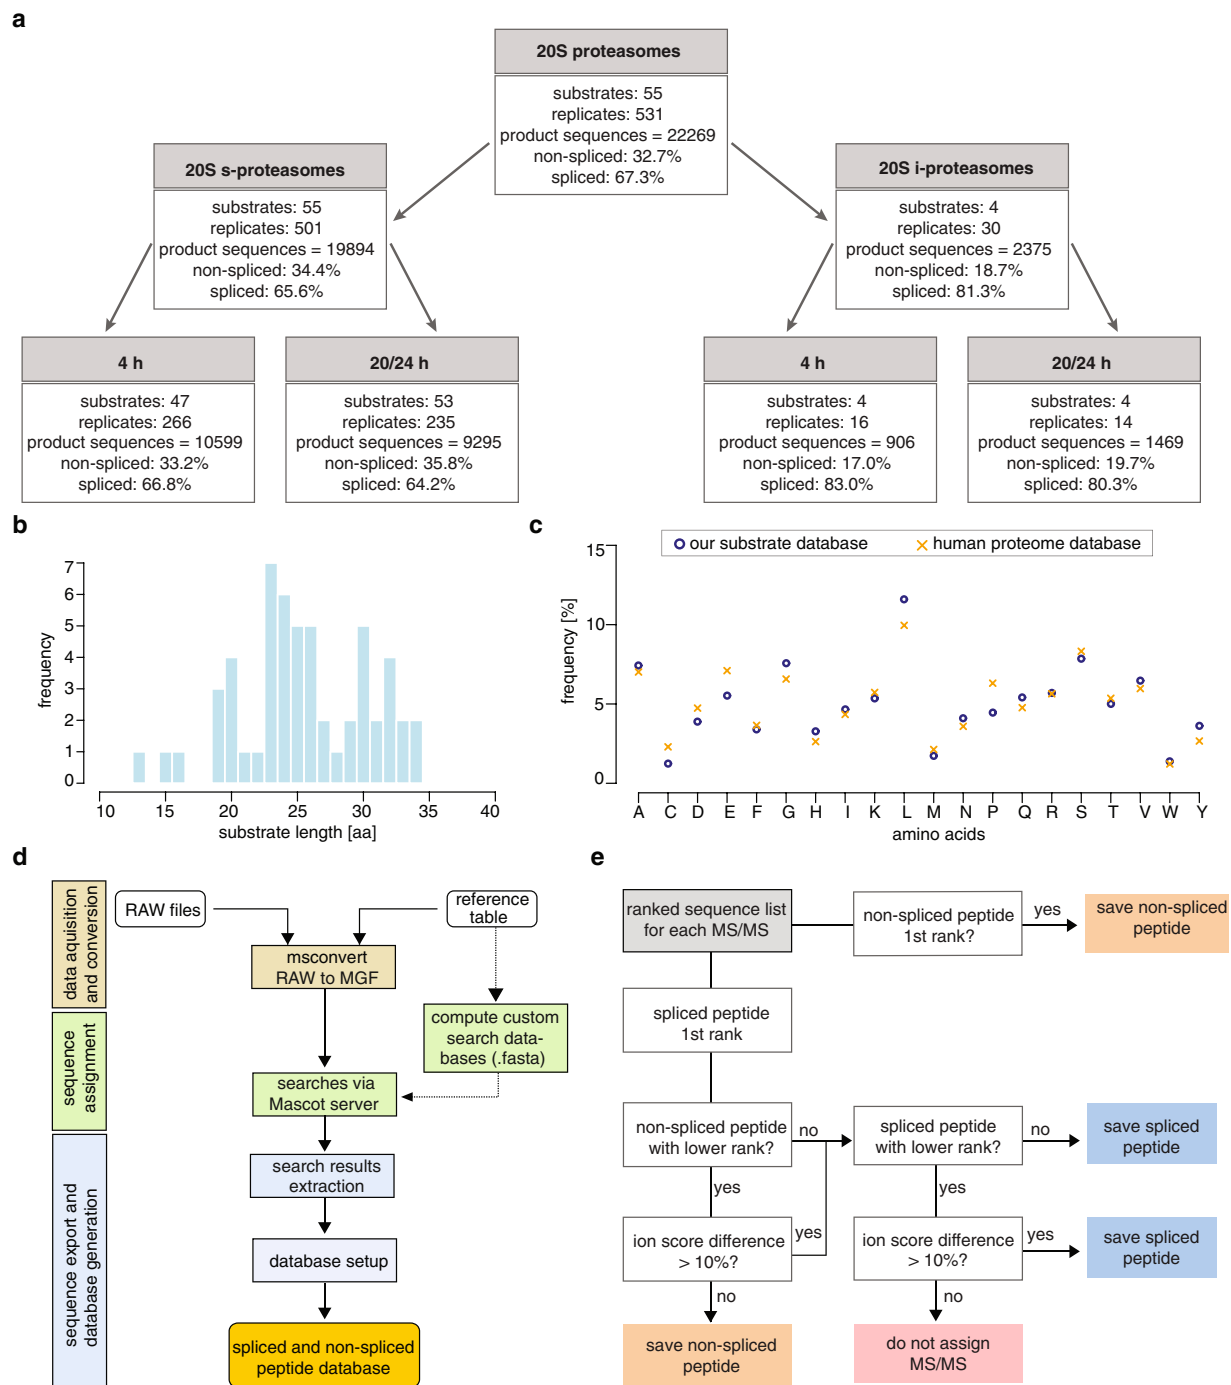 a
20S proteasomes
substrates: 55
replicates: 531
product sequences = 22269
non-spliced: 32.7%
spliced: 67.3%
20S s-proteasomes
substrates: 55
replicates: 501
product sequences = 19894
non-spliced: 34.4%
spliced: 65.6%
20S i-proteasomes
substrates: 4
replicates: 30
product sequences = 2375
non-spliced: 18.7%
spliced: 81.3%
4 h
substrates: 47
replicates: 266
product sequences = 10599
non-spliced: 33.2%
spliced: 66.8%
20/24 h
substrates: 53
replicates: 235
product sequences = 9295
non-spliced: 35.8%
spliced: 64.2%
4 h
substrates: 4
replicates: 16
product sequences = 906
non-spliced: 17.0%
spliced: 83.0%
20/24 h
substrates: 4
replicates: 14
product sequences = 1469
non-spliced: 19.7%
spliced: 80.3%
b
frequency
7
6
5
4
3
2
1
0
10 15 20 25 30 35 40
substrate length [aa]
c
our substrate database
human proteome database
frequency [%]
15
10
5
0
A C D E F G H I K L M N P Q R S T V W Y
amino acids
d
data aquisition
and conversion
sequence
assignment
sequence export and
database generation
RAW files
reference
table
msconvert
RAW to MGF
compute custom
search data-
bases (.fasta)
searches via
Mascot server
search results
extraction
database setup
spliced and non-spliced
peptide database
e
ranked sequence list
for each MS/MS
non-spliced peptide
1st rank?
yes
save non-spliced
peptide
spliced peptide
1st rank
non-spliced peptide
with lower rank?
no
spliced peptide
with lower rank?
no
save spliced
peptide
yes
yes
ion score difference
> 10%?
yes
ion score difference
> 10%?
yes
save spliced
peptide
no
no
save non-spliced
peptide
do not assign
MS/MS